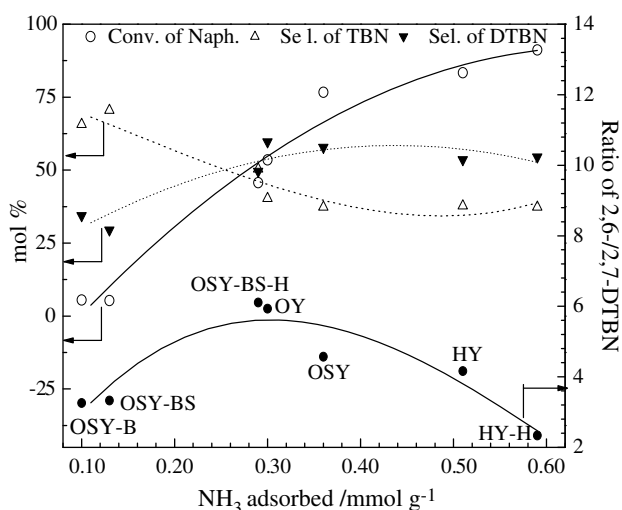 Conv. of Naph. Se l. of TBN Sel. of DTBN
100
75
50
25
0
-25
mol %
14
12
10
8
6
4
2
Ratio of 2,6-/2,7-DTBN
OSY-BS-H
OY
OSY
HY
OSY-BS
OSY-B
HY-H
0.10 0.20 0.30 0.40 0.50 0.60
NH₃ adsorbed /mmol g⁻¹